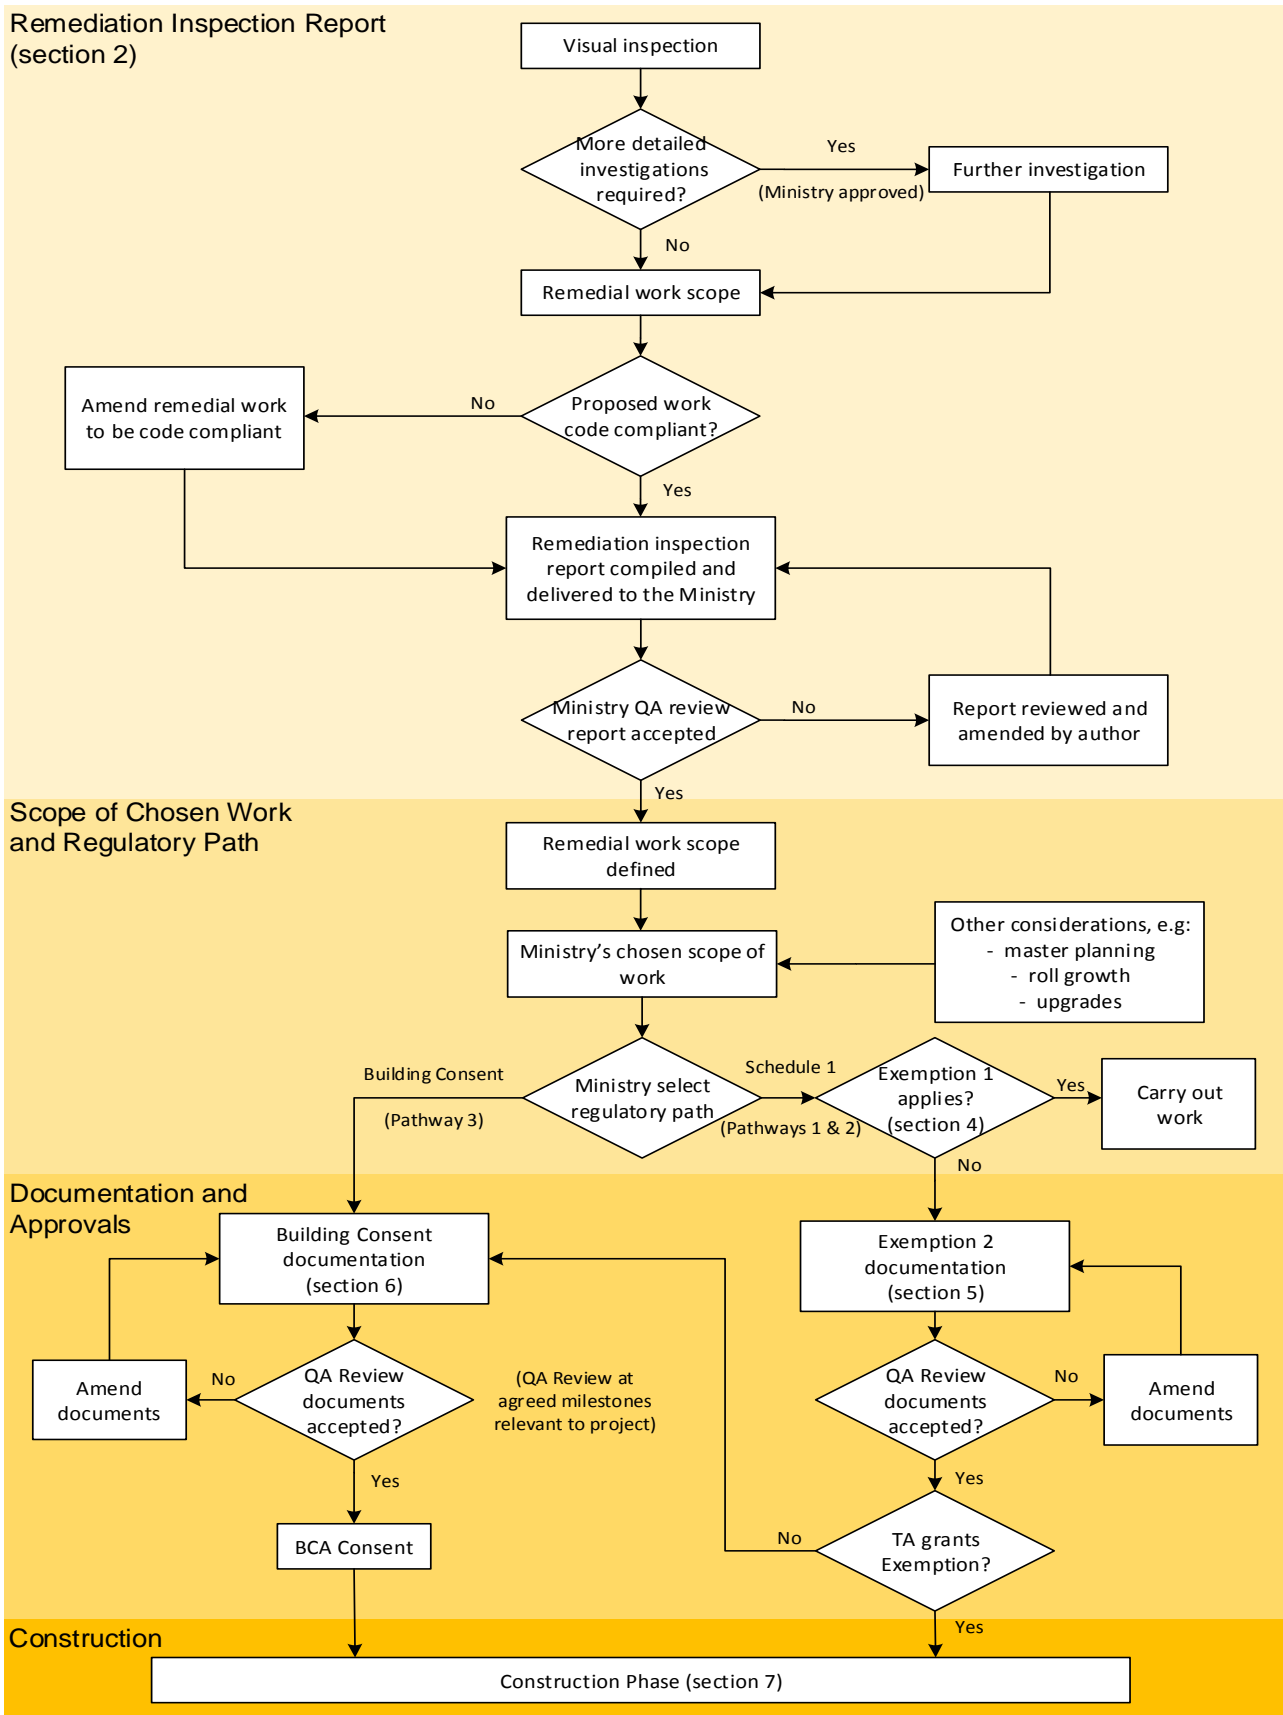 Remediation Inspection Report
(section 2)
Visual inspection
More detailed
investigations
required?
Yes
(Ministry approved)
Further investigation
No
Remedial work scope
Amend remedial work
to be code compliant
No
Proposed work
code compliant?
Yes
Remediation inspection
report compiled and
delivered to the Ministry
Ministry QA review
report accepted
No
Report reviewed and
amended by author
Yes
Scope of Chosen Work
and Regulatory Path
Remedial work scope
defined
Ministry's chosen scope of
work
Other considerations, e.g:
- master planning
- roll growth
- upgrades
Building Consent
(Pathway 3)
Ministry select
regulatory path
Schedule 1
(Pathways 1 & 2)
Exemption 1
applies?
(section 4)
Yes
Carry out
work
No
Documentation and
Approvals
Building Consent
documentation
(section 6)
Exemption 2
documentation
(section 5)
Amend
documents
No
QA Review
documents
accepted?
(QA Review at
agreed milestones
relevant to project)
QA Review
documents
accepted?
No
Amend
documents
Yes
Yes
BCA Consent
No
TA grants
Exemption?
Yes
Construction
Construction Phase (section 7)